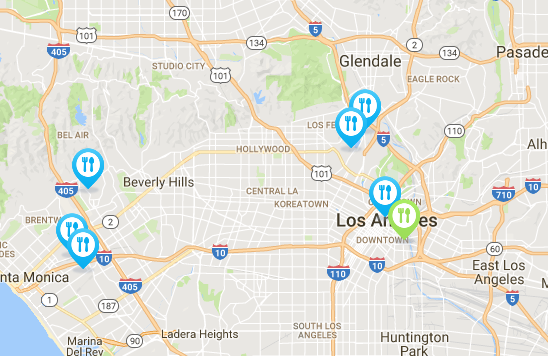 170
5
2
134
405
101
STUDIO CITY
134
Glendale
Pasade
EAGLE ROCK
LOS FE
110
BEL AIR
5
HOLLYWOOD
Alh
101
405
Beverly Hills
CENTRAL LA
710
10
KOREATOWN
BRENTW
2
Los Angeles
DOWNTOWN
10
10
60
nta Monica
10
East Los
Angeles
405
110
5
1
187
SOUTH LOS
ANGELES
Marina
Del Rey
90
Ladera Heights
Huntington
Park